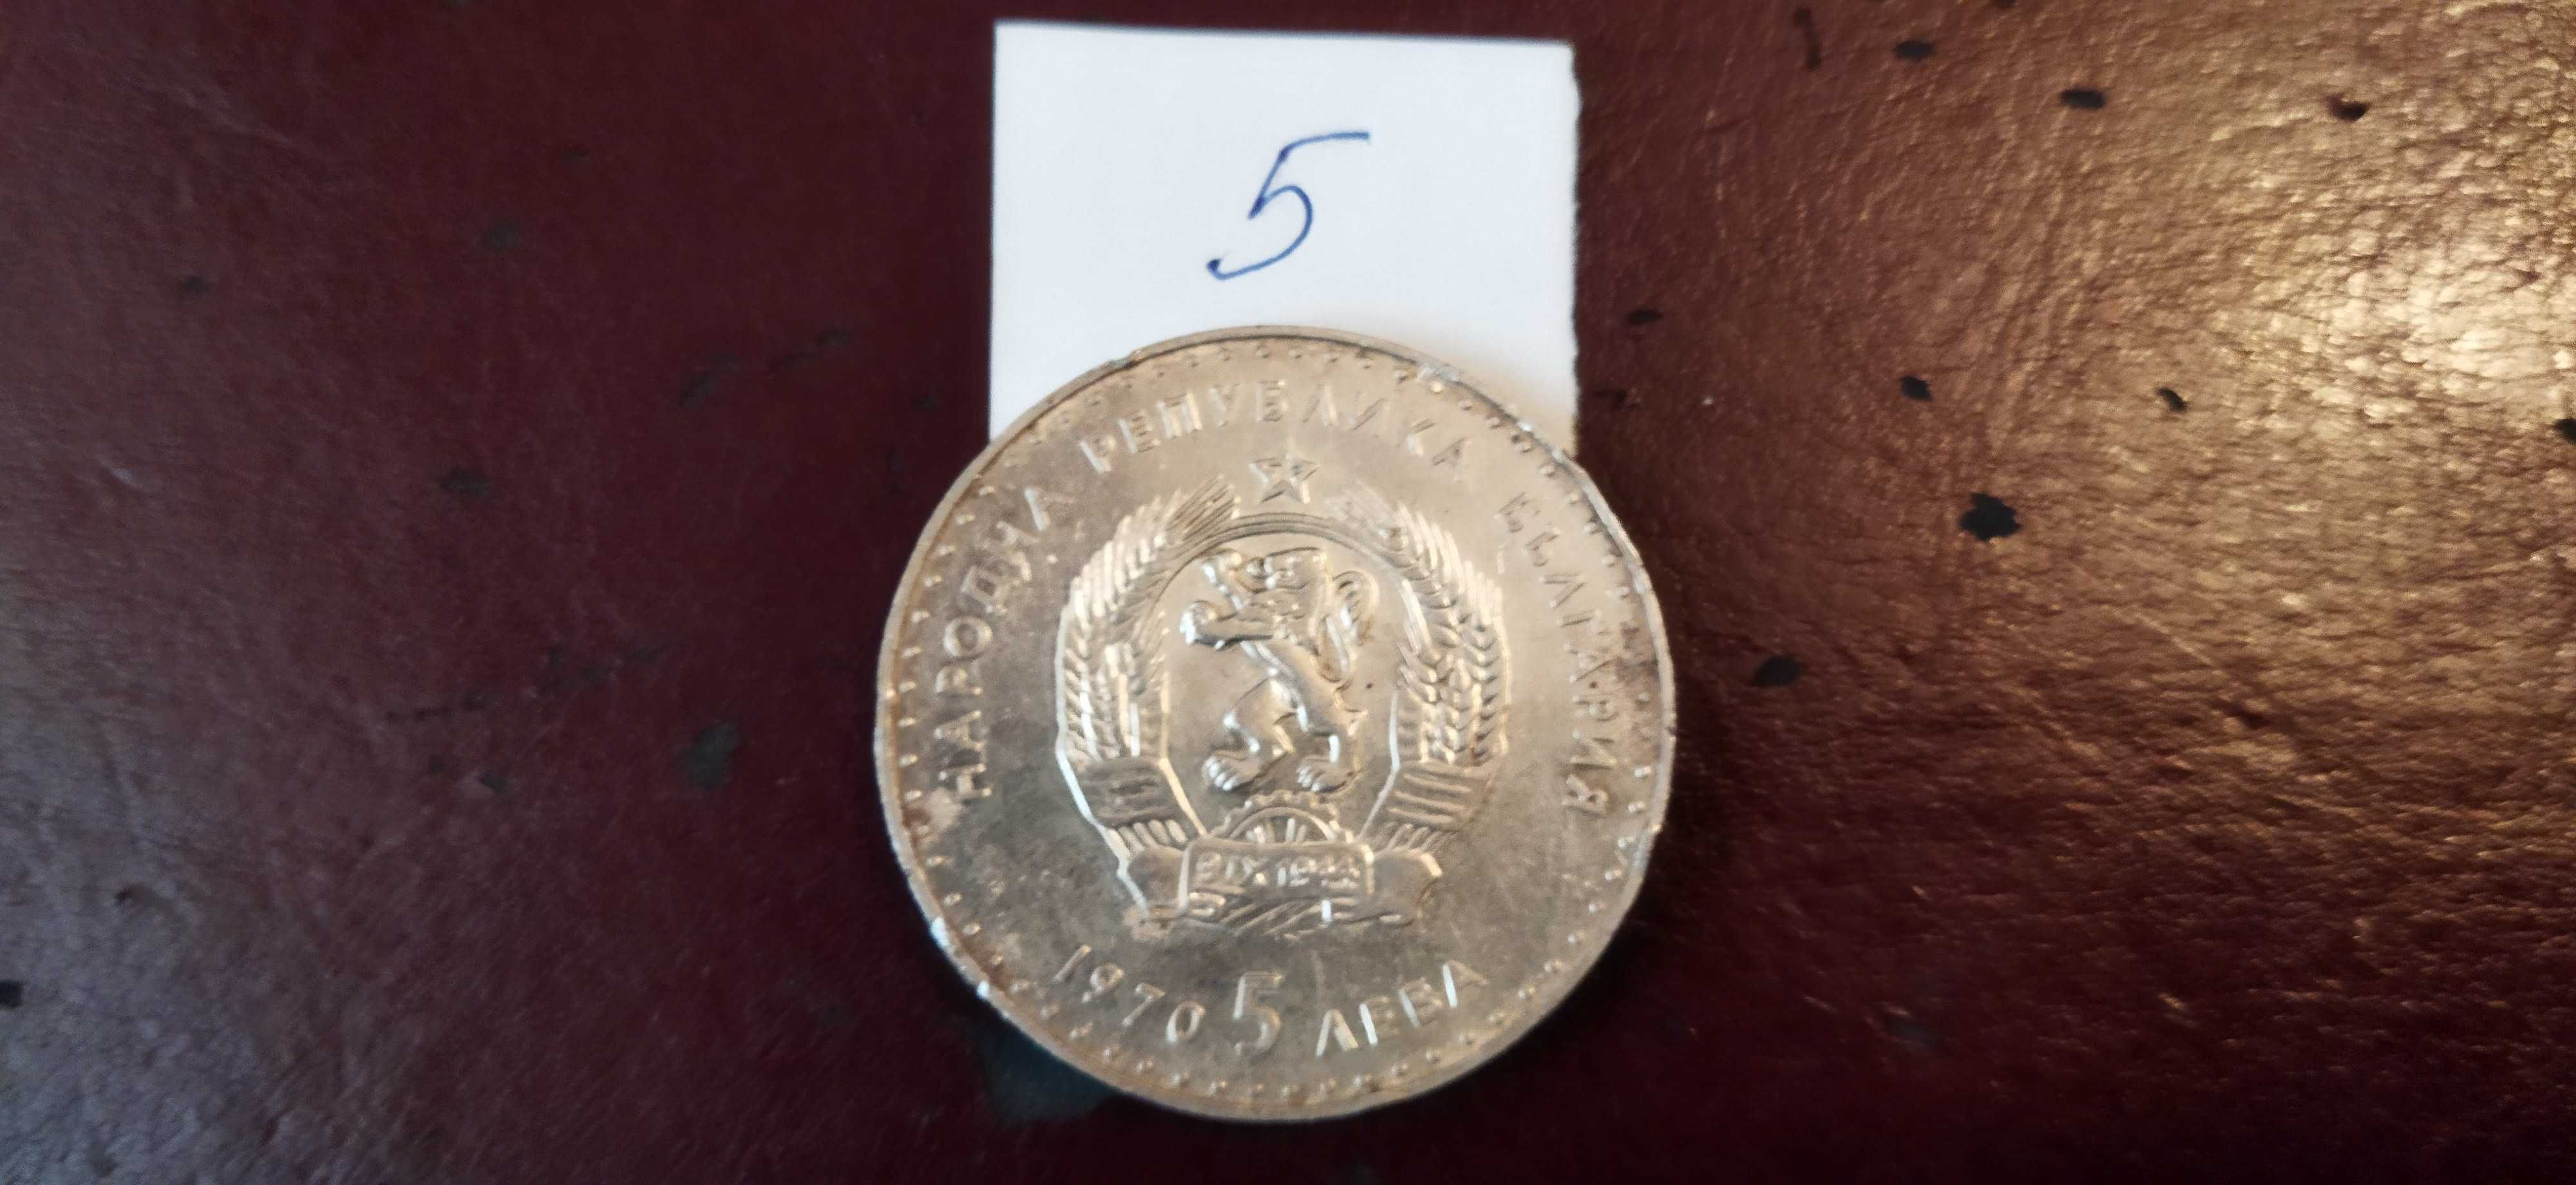 5
НАРОДНА РЕПУБЛИКА БЪЛГАРИЯ
9 IX 1944
1970 5 ЛЕВА